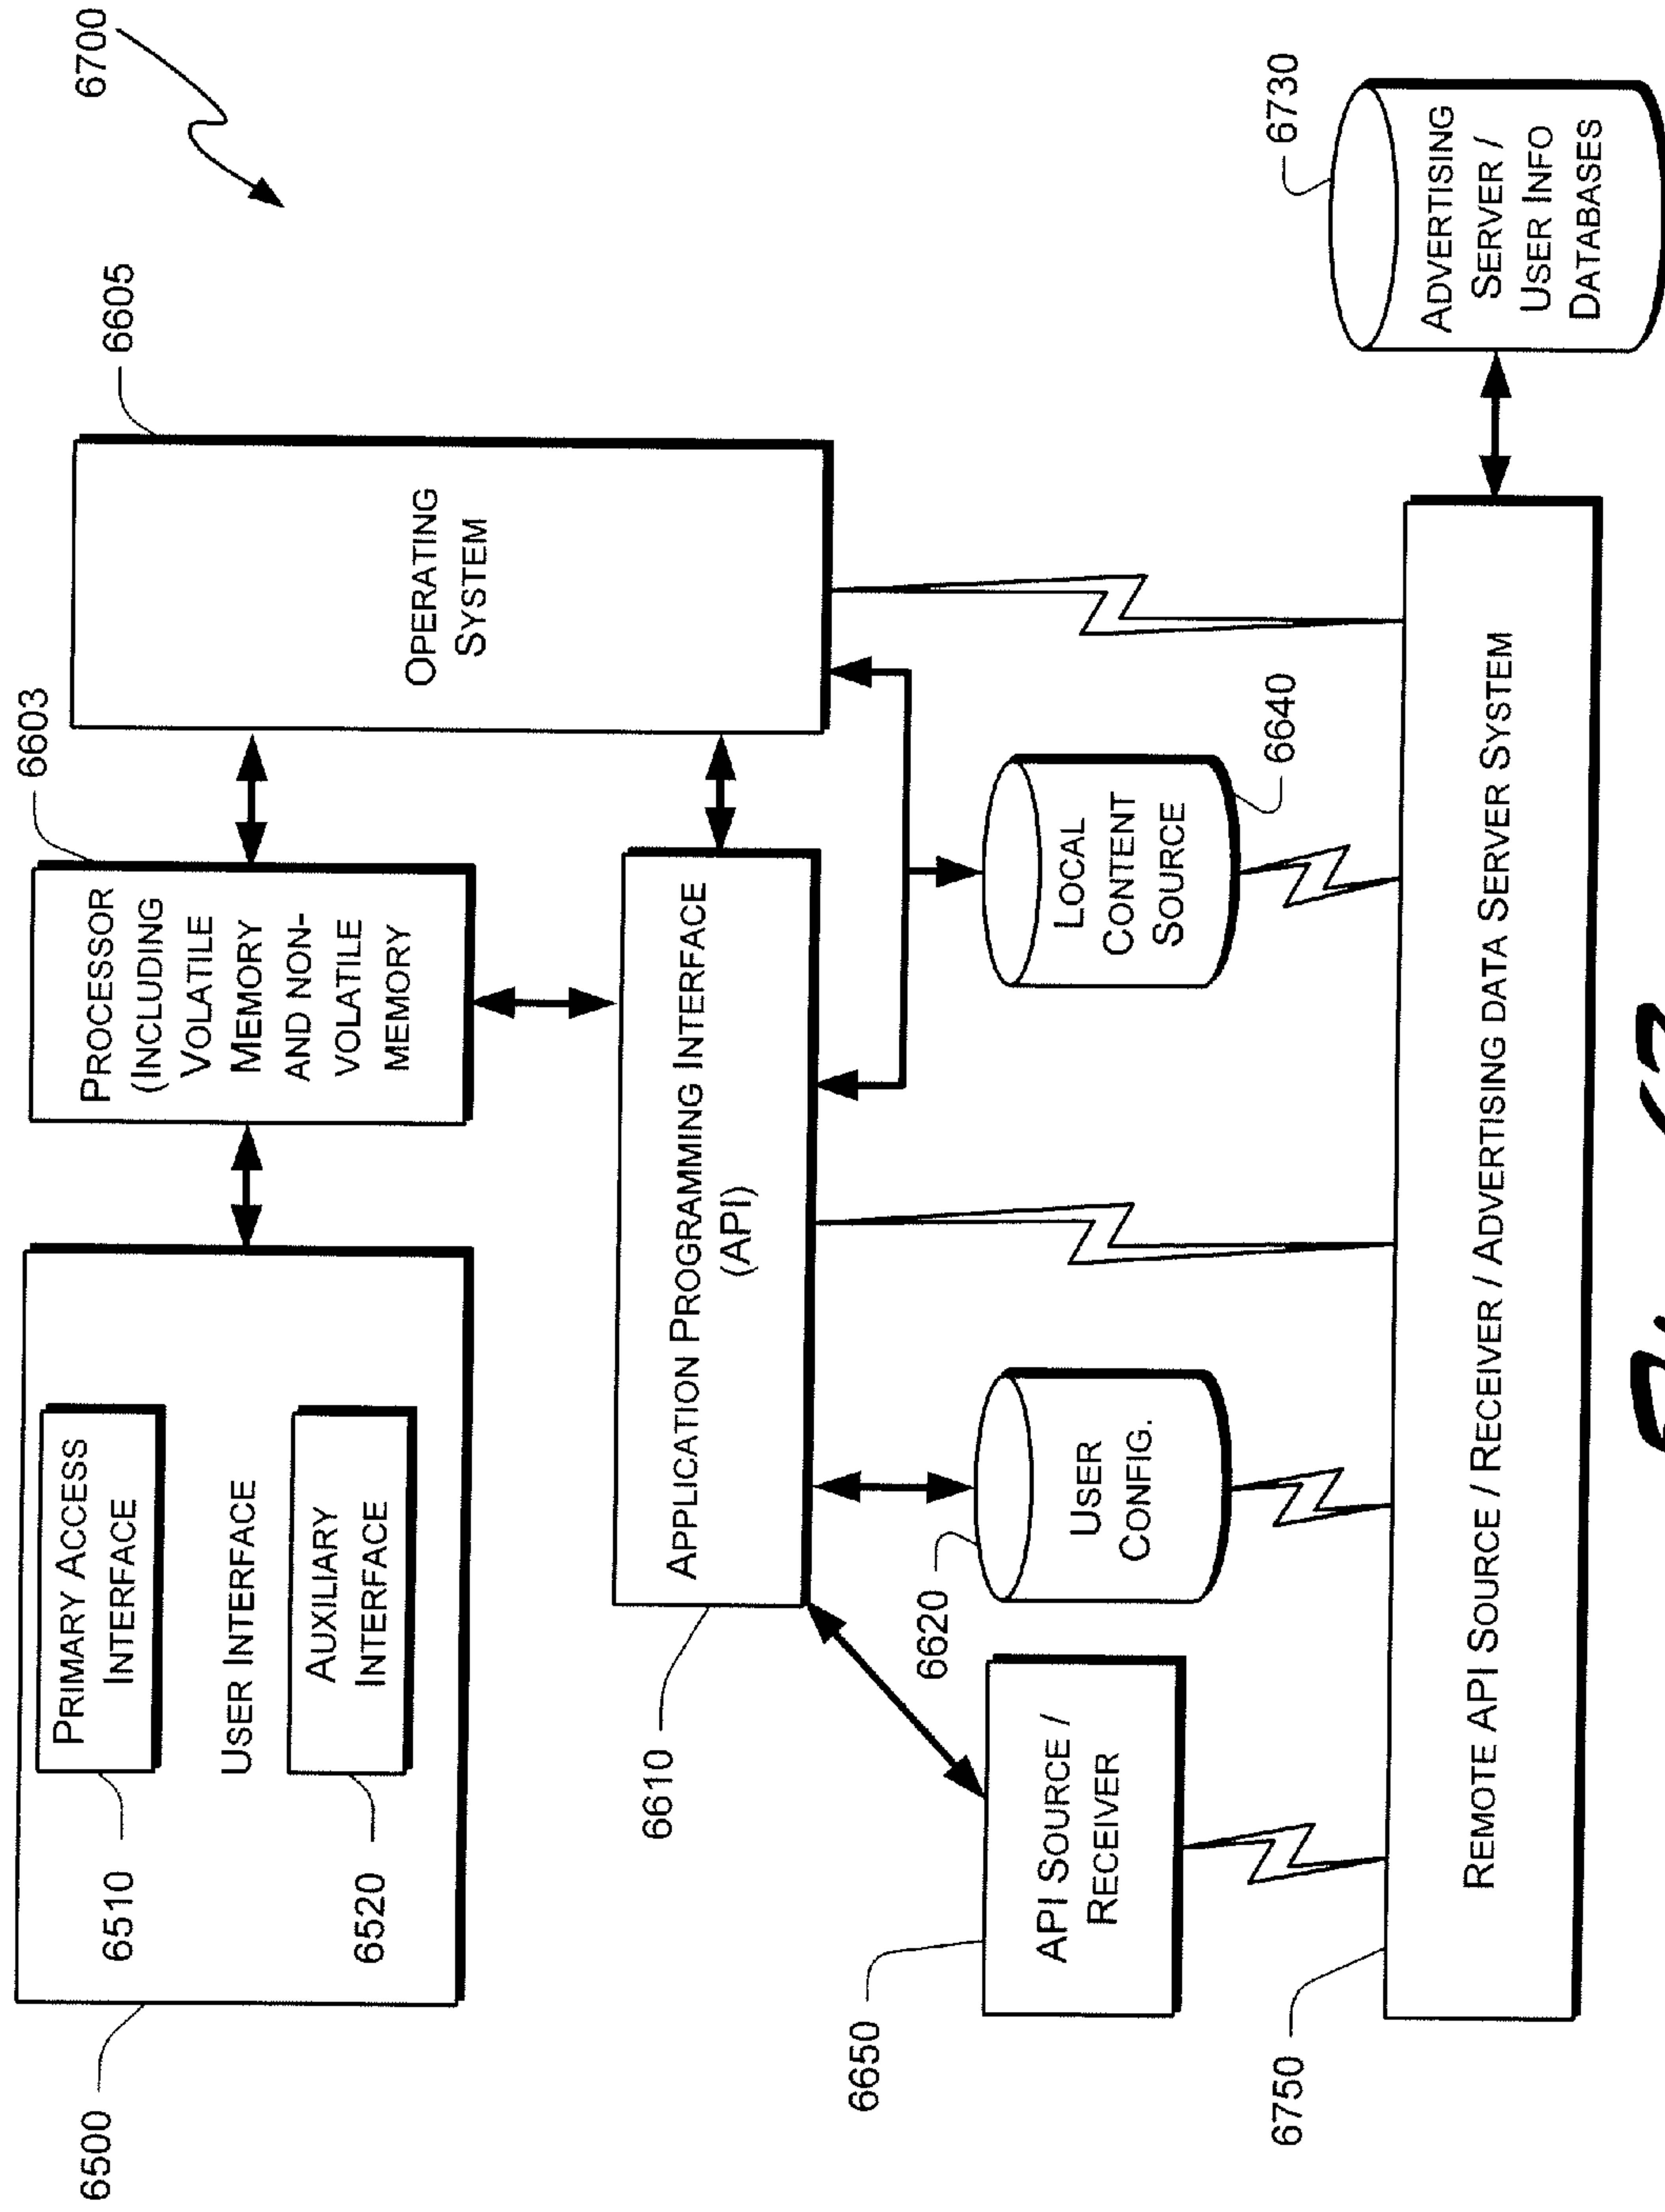 6700
6500
6510
PRIMARY ACCESS
INTERFACE
USER INTERFACE
6520
AUXILIARY
INTERFACE
6603
PROCESSOR
(INCLUDING
VOLATILE
MEMORY
AND NON-
VOLATILE
MEMORY
6605
OPERATING
SYSTEM
6610
APPLICATION PROGRAMMING INTERFACE
(API)
6650
API SOURCE /
RECEIVER
6620
USER
CONFIG.
LOCAL
CONTENT
SOURCE
6640
6730
ADVERTISING
SERVER /
USER INFO
DATABASES
6750
REMOTE API SOURCE / RECEIVER / ADVERTISING DATA SERVER SYSTEM